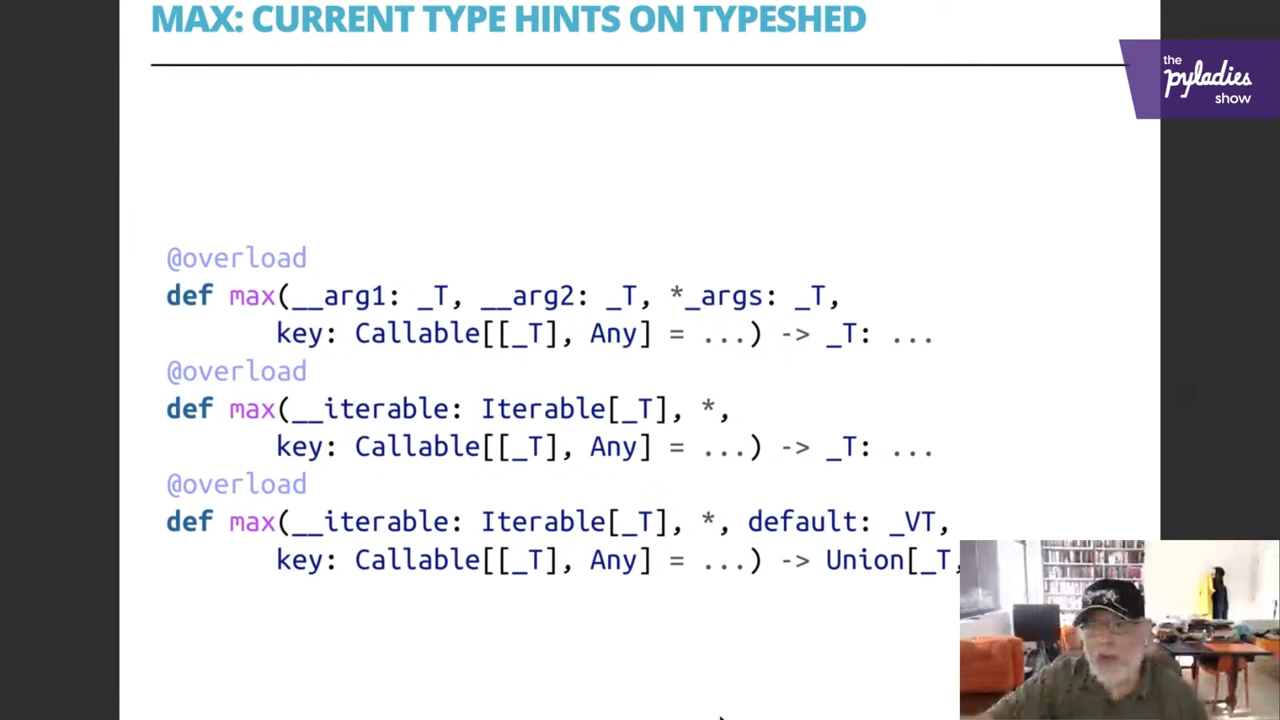 MAX: CURRENT TYPE HINTS ON TYPESHED
the
pyladies
show
@overload
def max(__arg1: _T, __arg2: _T, *_args: _T,
key: Callable[[_T], Any] = ...) -> _T: ...
@overload
def max(__iterable: Iterable[_T], *,
key: Callable[[_T], Any] = ...) -> _T: ...
@overload
def max(__iterable: Iterable[_T], *, default: _VT,
key: Callable[[_T], Any] = ...) -> Union[_T,